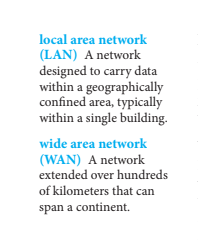 local area network
(LAN) A network
designed to carry data
within a geographically
confined area, typically
within a single building.
wide area network
(WAN) A network
extended over hundreds
of kilometers that can
span a continent.